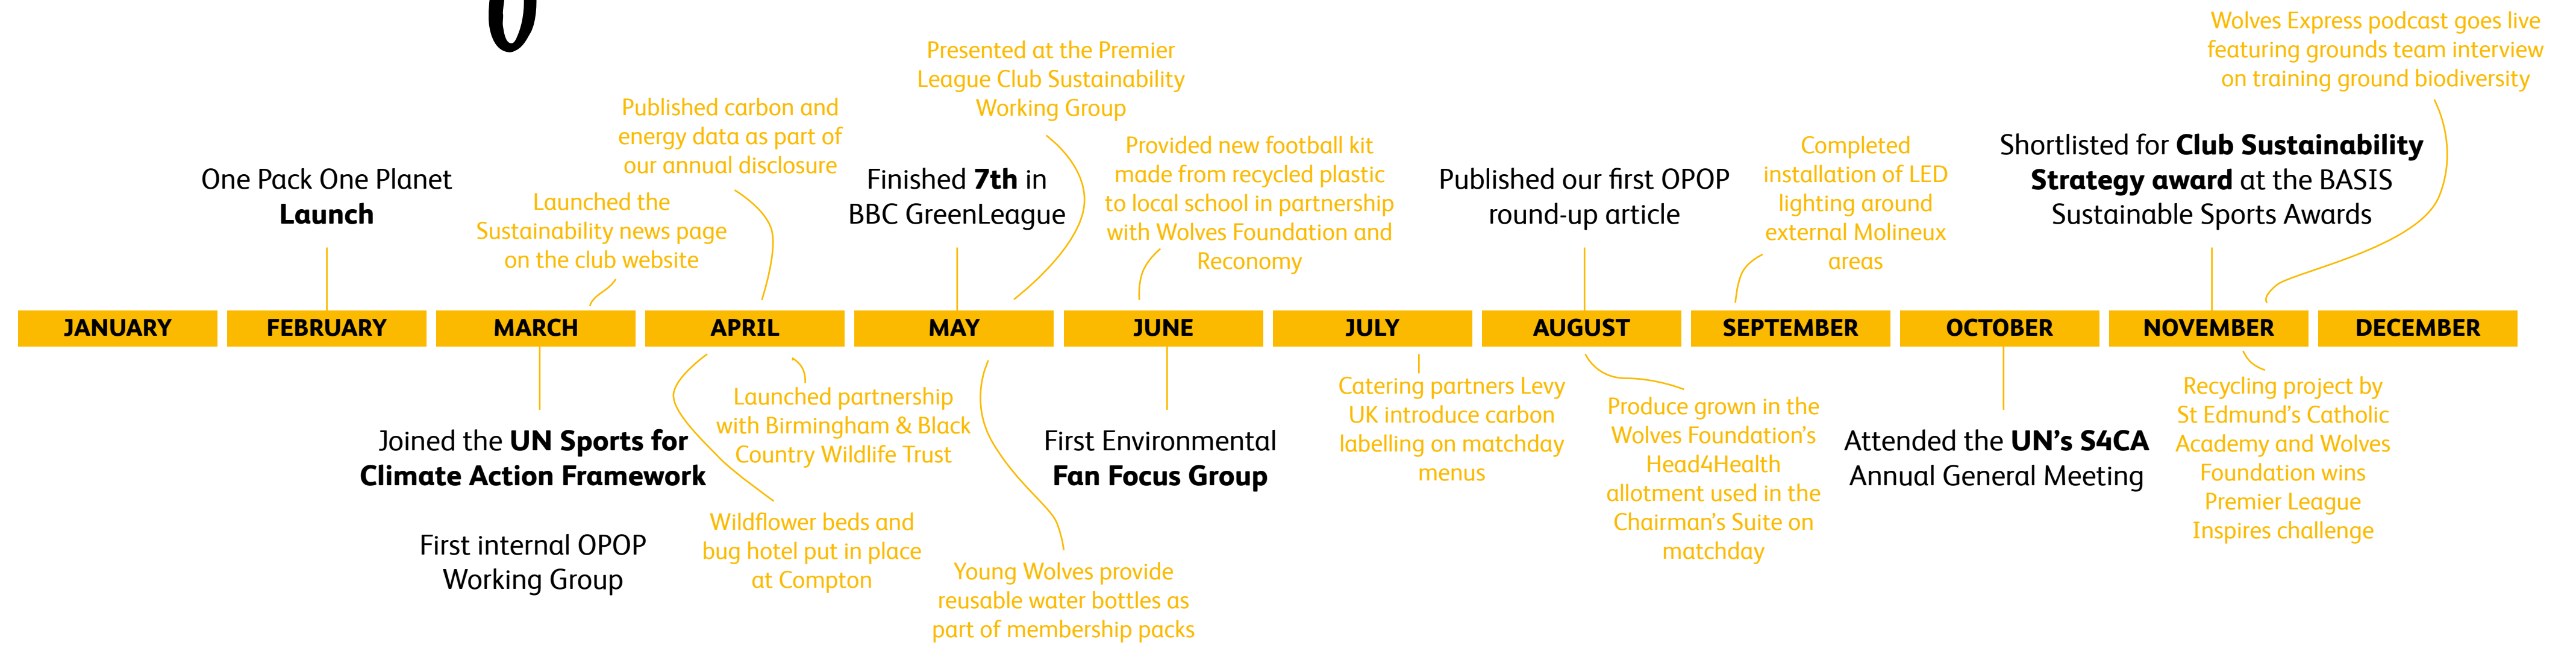 Wolves Express podcast goes live
featuring grounds team interview
on training ground biodiversity
Presented at the Premier
League Club Sustainability
Working Group
Published carbon and
energy data as part of
our annual disclosure
One Pack One Planet
Launch
Launched the
Sustainability news page
on the club website
Finished 7th in
BBC GreenLeague
Provided new football kit
made from recycled plastic
to local school in partnership
with Wolves Foundation and
Reconomy
Published our first OPOP
round-up article
Completed
installation of LED
lighting around
external Molineux
areas
Shortlisted for Club Sustainability
Strategy award at the BASIS
Sustainable Sports Awards
JANUARY
FEBRUARY
MARCH
APRIL
MAY
JUNE
JULY
AUGUST
SEPTEMBER
OCTOBER
NOVEMBER
DECEMBER
Joined the UN Sports for
Climate Action Framework
First internal OPOP
Working Group
Launched partnership
with Birmingham & Black
Country Wildlife Trust
Wildflower beds and
bug hotel put in place
at Compton
Young Wolves provide
reusable water bottles as
part of membership packs
First Environmental
Fan Focus Group
Catering partners Levy
UK introduce carbon
labelling on matchday
menus
Produce grown in the
Wolves Foundation's
Head4Health
allotment used in the
Chairman's Suite on
matchday
Attended the UN's S4CA
Annual General Meeting
Recycling project by
St Edmund's Catholic
Academy and Wolves
Foundation wins
Premier League
Inspires challenge